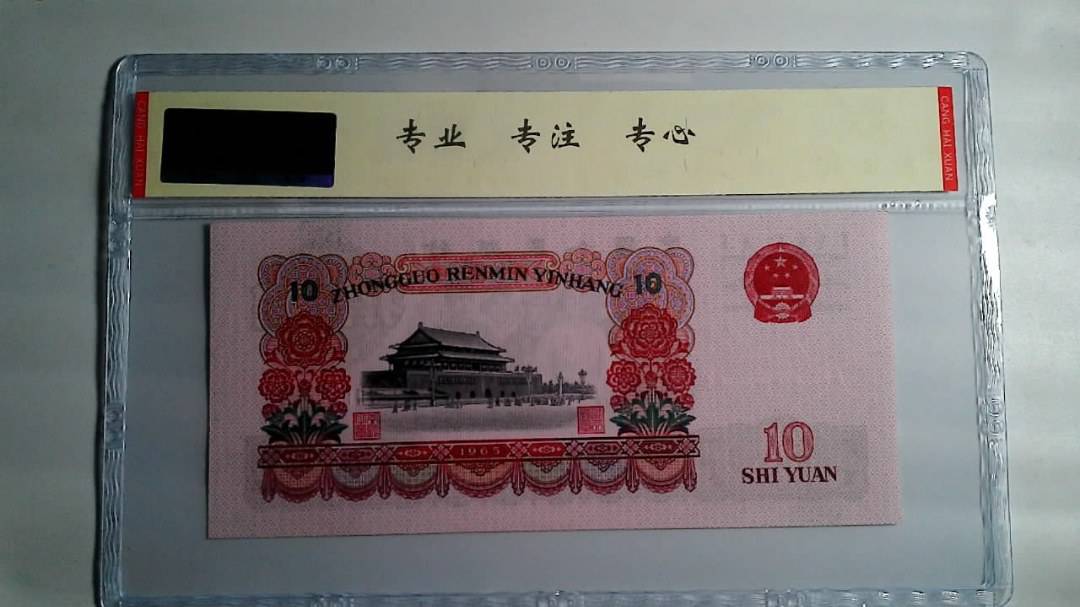 CANG HAI XUAN
专业 专注 专心
CANG HAI XUAN
ZHONGGUO RENMIN YINHANG
10
10
1965
10
SHI YUAN